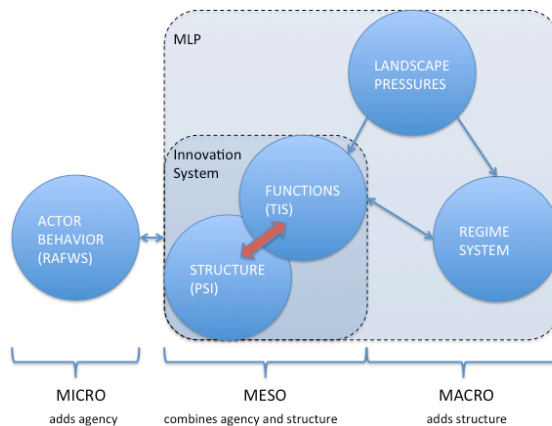 MLP
LANDSCAPE
PRESSURES
Innovation
System
FUNCTIONS
(TIS)
ACTOR
BEHAVIOR
(RAFWS)
REGIME
SYSTEM
STRUCTURE
(PSI)
MICRO
MESO
MACRO
adds agency
combines agency and structure
adds structure